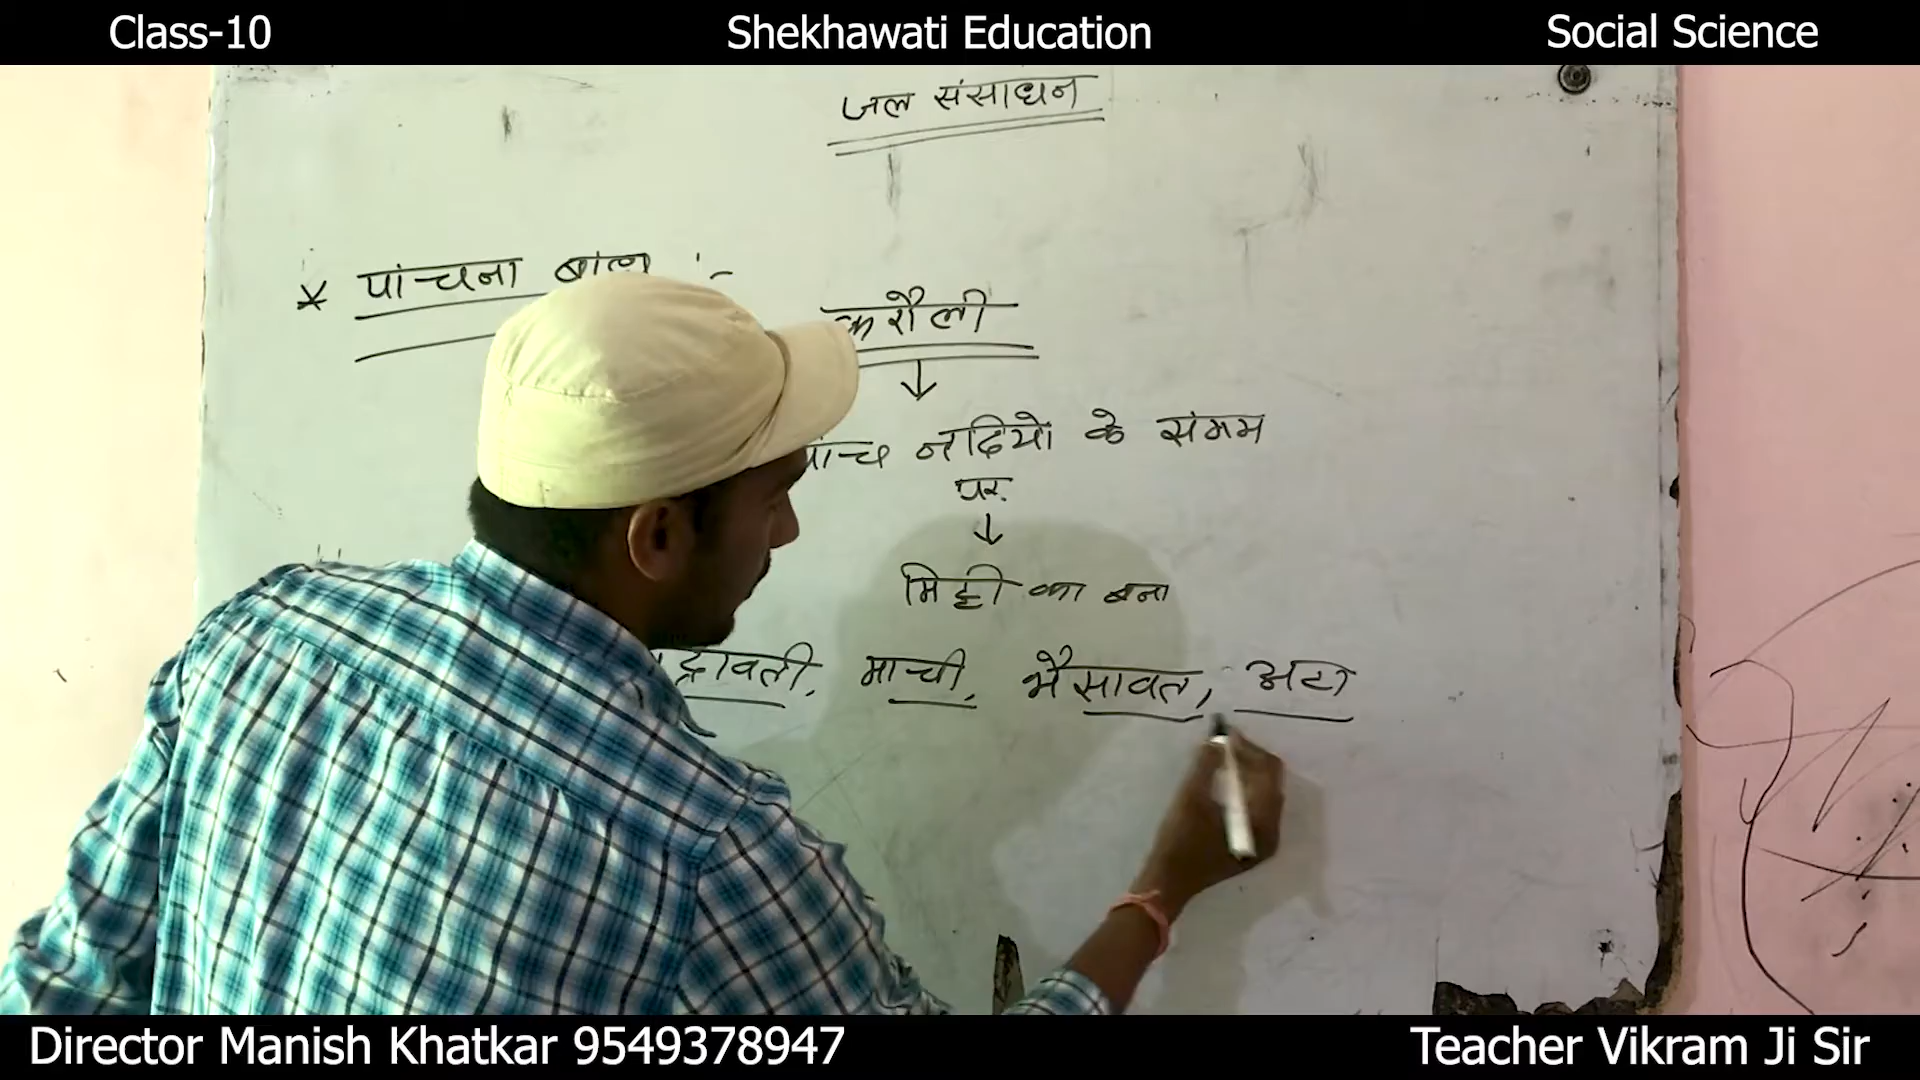 Class-10 Shekhawati Education Social Science
जल संसाधन
* पांचना बांध :-
करौली
↓
पांच नदियों के संगम
पर
↓
मिट्टी का बना
माची, भैसावत, अटा
Director Manish Khatkar 9549378947 Teacher Vikram Ji Sir